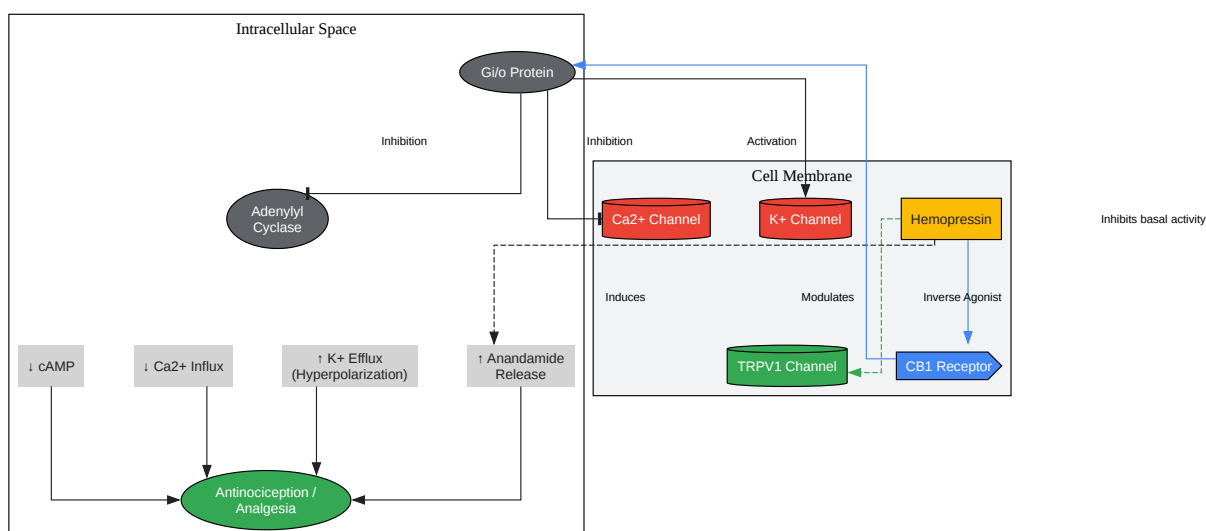 Intracellular Space
Gi/o Protein
Inhibition
Inhibition
Activation
Cell Membrane
Adenylyl
Cyclase
Ca2+ Channel
K+ Channel
Hemopressin
Inhibits basal activity
Induces
Modulates
Inverse Agonist
↓ cAMP
↓ Ca2+ Influx
↑ K+ Efflux
(Hyperpolarization)
↑ Anandamide
Release
TRPV1 Channel
CB1 Receptor
Antinociception /
Analgesia